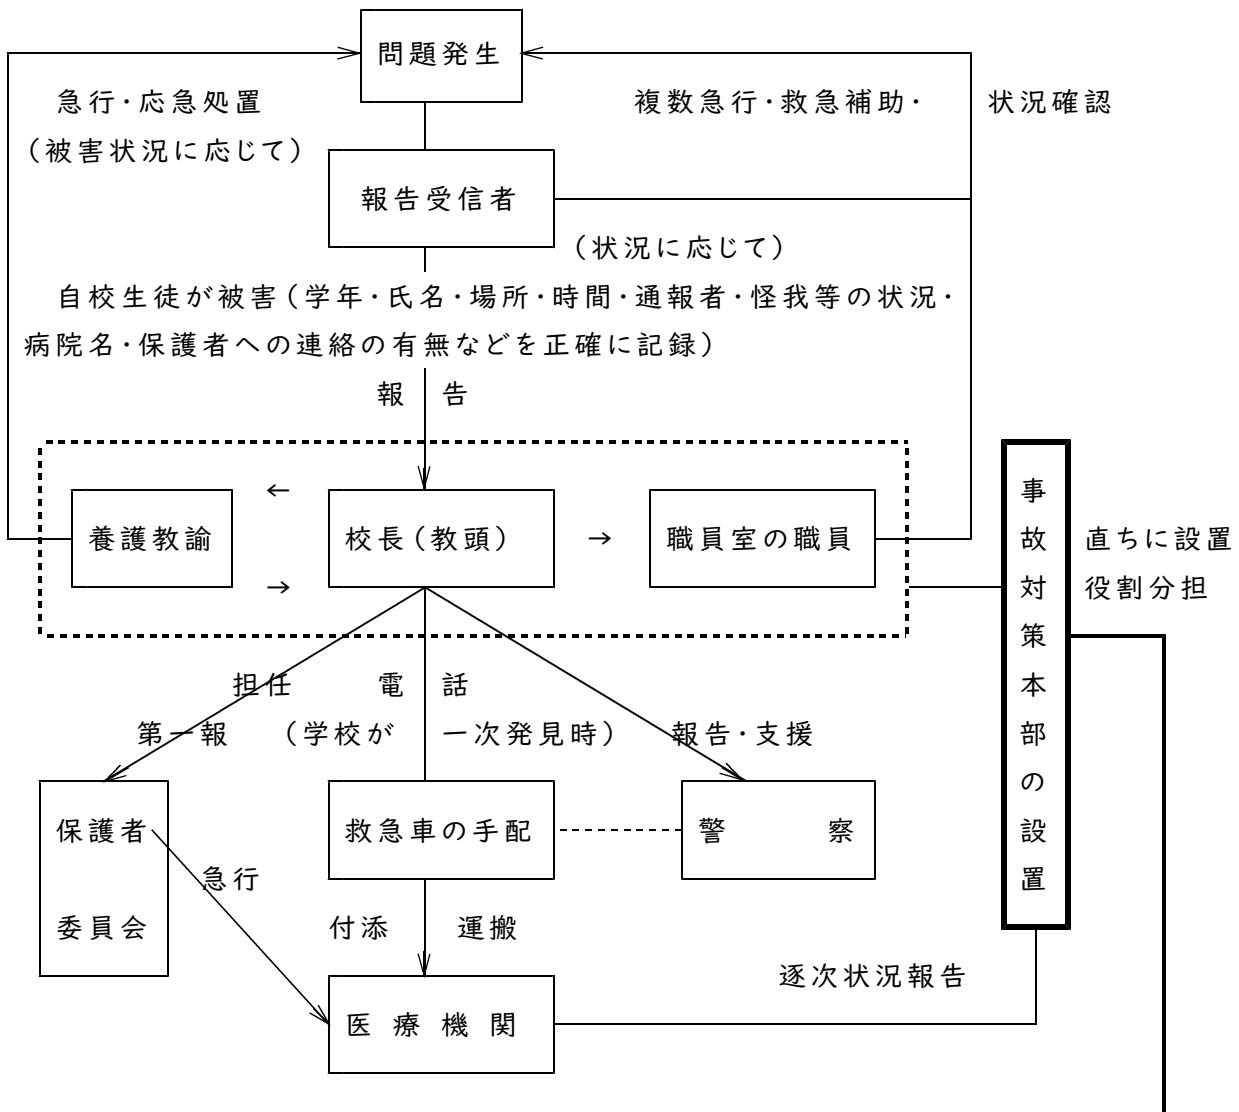 問題発生
急行・応急処置
(被害状況に応じて)
複数急行・救急補助・状況確認
報告受信者
(状況に応じて)
自校生徒が被害(学年・氏名・場所・時間・通報者・怪我等の状況・
病院名・保護者への連絡の有無などを正確に記録)
報告
←
養護教諭
→
校長(教頭)
→
職員室の職員
事故対策本部の設置
直ちに設置
役割分担
担任
第一報
電話
(学校が一次発見時)
報告・支援
保護者
委員会
救急車の手配
警察
急行
付添 運搬
逐次状況報告
医療機関